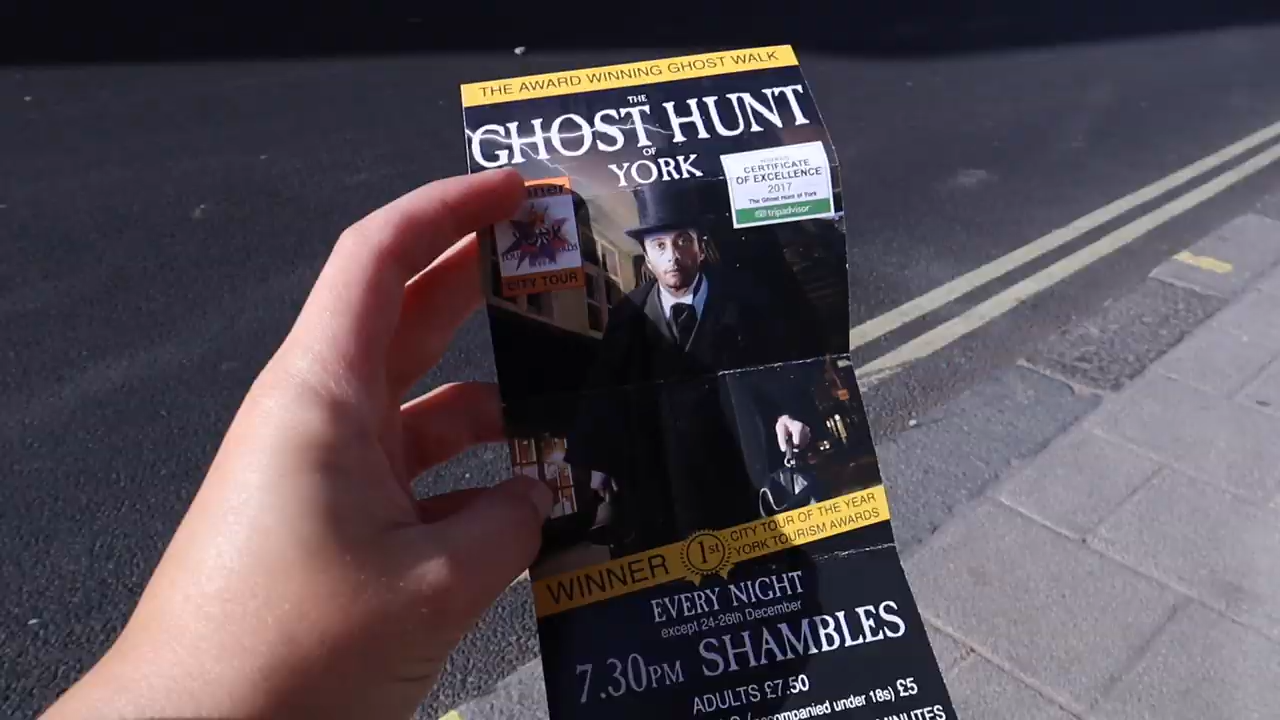 THE AWARD WINNING GHOST WALK
THE
GHOST HUNT
OF
YORK
CERTIFICATE
OF EXCELLENCE
2017
The Ghost Hunt of York
tripadvisor
YORK
CITY TOUR
WINNER 1st
CITY TOUR OF THE YEAR
YORK TOURISM AWARDS
EVERY NIGHT
except 24-26th December
7.30PM SHAMBLES
ADULTS £7.50
under 18s) £5
MINUTES